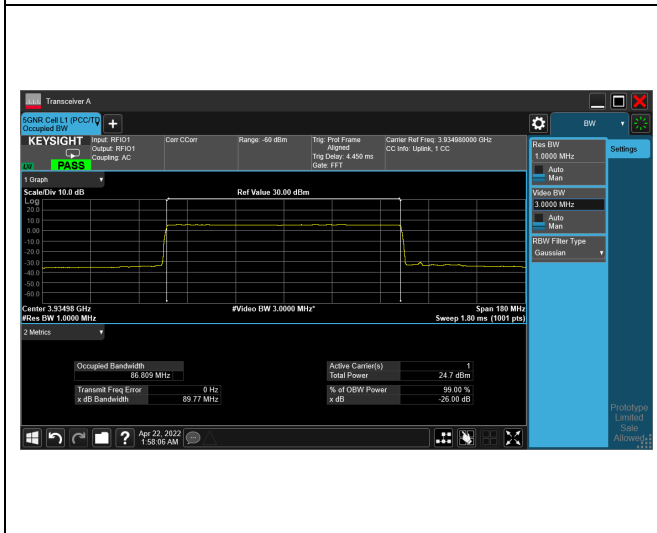 Transceiver A
5GNR Cell L1 (PCC/TD
Occupied BW
BW
KEYSIGHT
Input: RFIO1
Output: RFIO1
Coupling: AC
Corr CCorr
Range: -60 dBm
Trig: Prot Frame
Aligned
Trig Delay: 4.450 ms
Gate: FFT
Carrier Ref Freq: 3.934980000 GHz
CC Info: Uplink, 1 CC
PASS
1 Graph
Scale/Div 10.0 dB
Ref Value 30.00 dBm
Log
20.0
10.0
0.00
-10.0
-20.0
-30.0
-40.0
-50.0
-60.0
Center 3.93498 GHz
#Video BW 3.0000 MHz*
Span 180 MHz
#Res BW 1.0000 MHz
Sweep 1.80 ms (1001 pts)
2 Metrics
Occupied Bandwidth
86.809 MHz
Active Carrier(s) 1
Total Power 24.7 dBm
Transmit Freq Error 0 Hz
x dB Bandwidth 89.77 MHz
% of OBW Power 99.00 %
x dB -26.00 dB
Apr 22, 2022
1:58:06 AM
Res BW
1.0000 MHz
Auto
Man
Video BW
3.0000 MHz
Auto
Man
RBW Filter Type
Gaussian
Settings
Prototype
Limited
Sale
Allowed